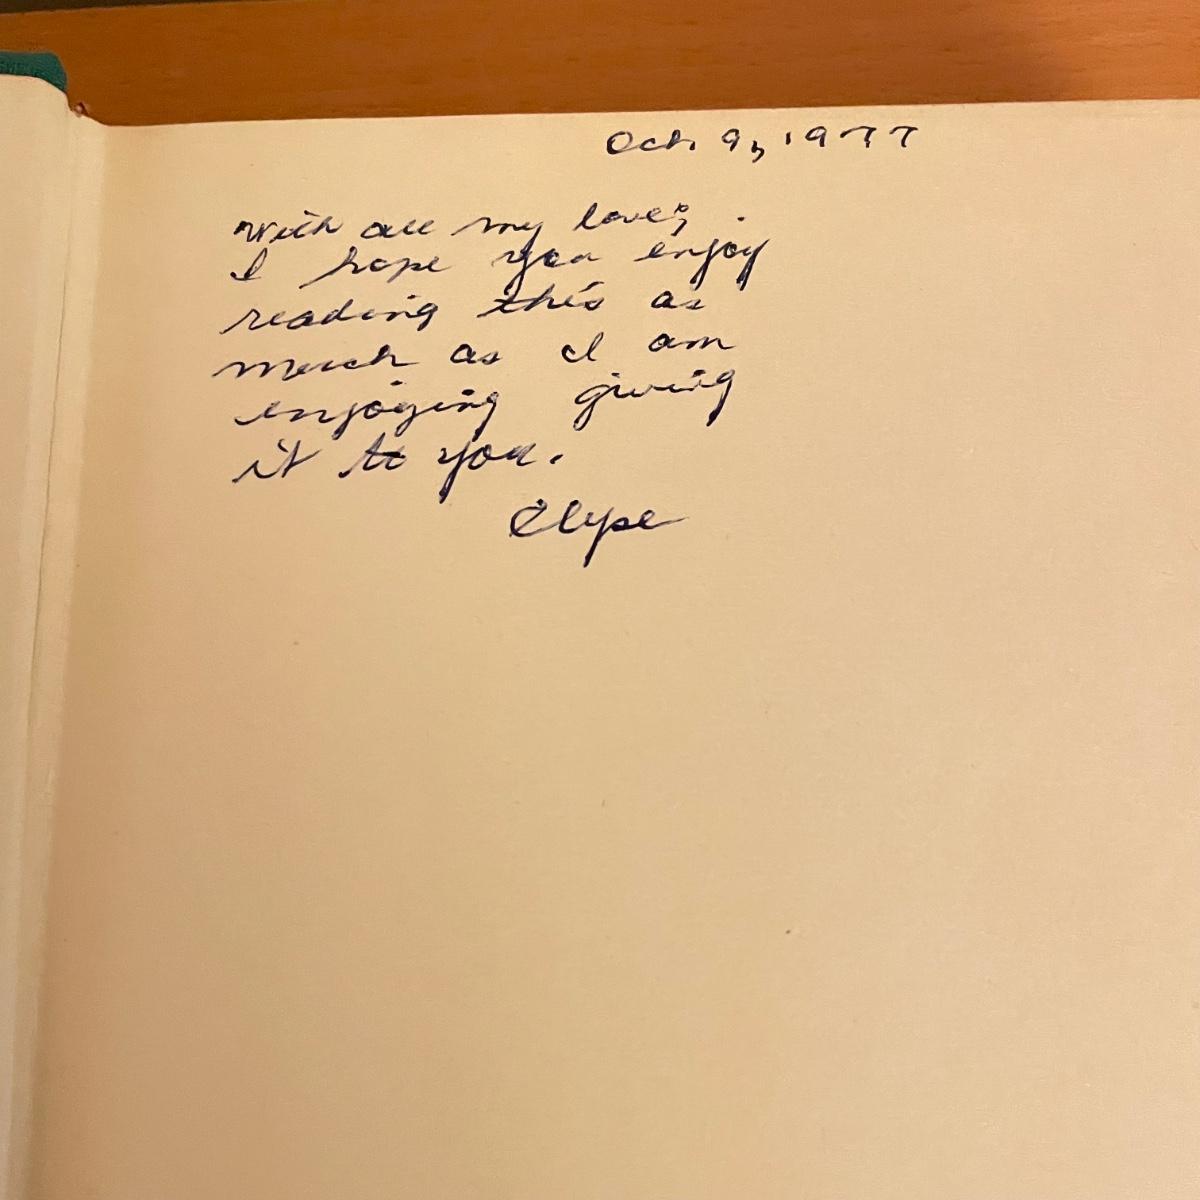 Oct. 9, 1977
With all my love;
I hope you enjoy
reading this as
much as I am
enjoying giving
it to you.
Elyse